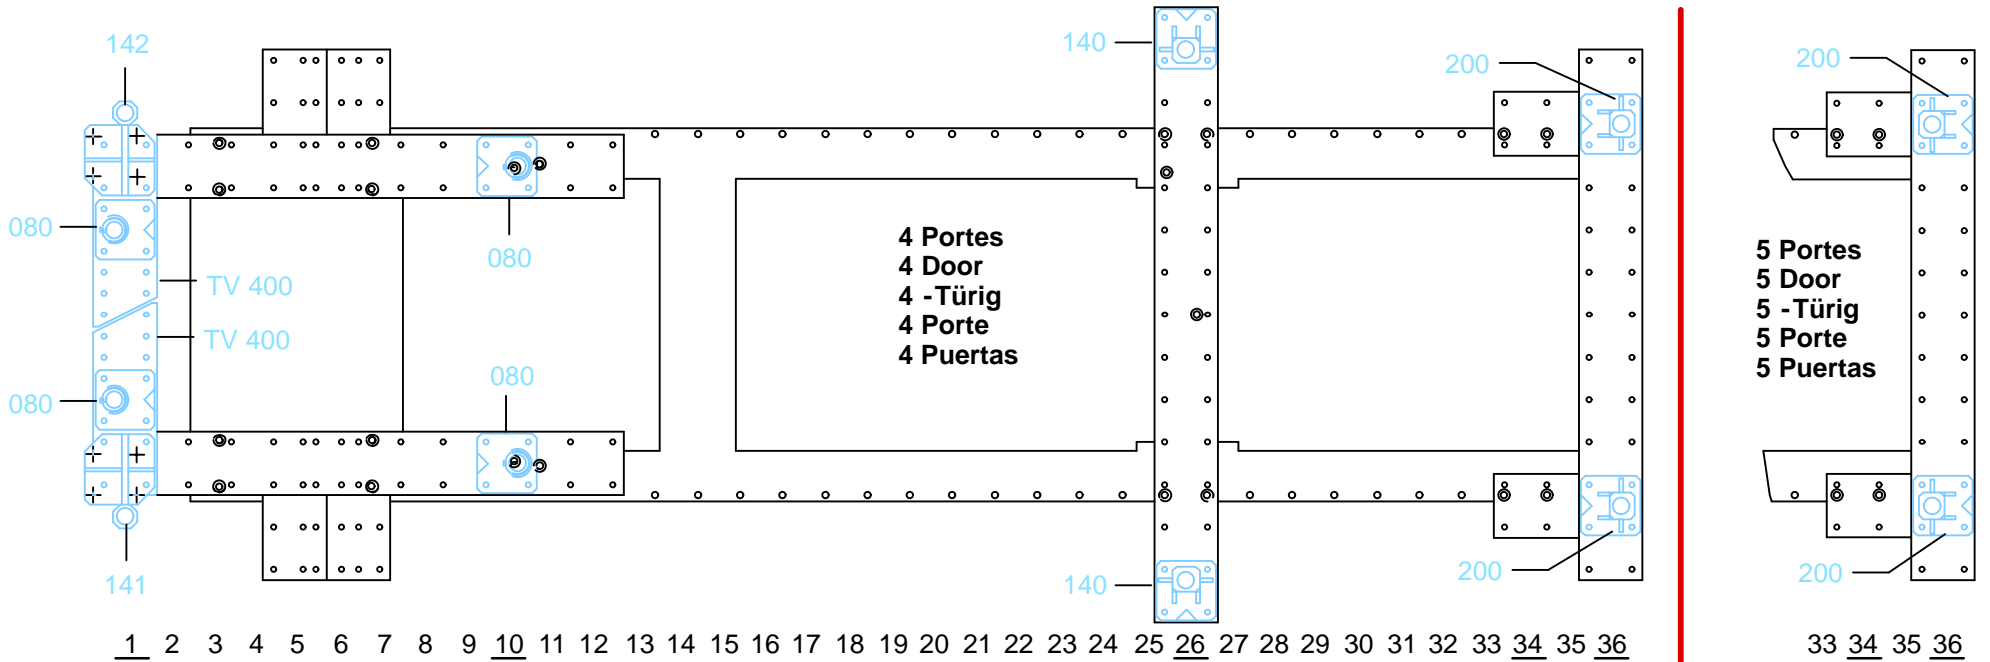 142
140
200
200
080
080
TV 400
TV 400
080
080
4 Portes
4 Door
4 -Türig
4 Porte
4 Puertas
5 Portes
5 Door
5 -Türig
5 Porte
5 Puertas
141
140
200
200
1 2 3 4 5 6 7 8 9 10 11 12 13 14 15 16 17 18 19 20 21 22 23 24 25 26 27 28 29 30 31 32 33 34 35 36
33 34 35 36